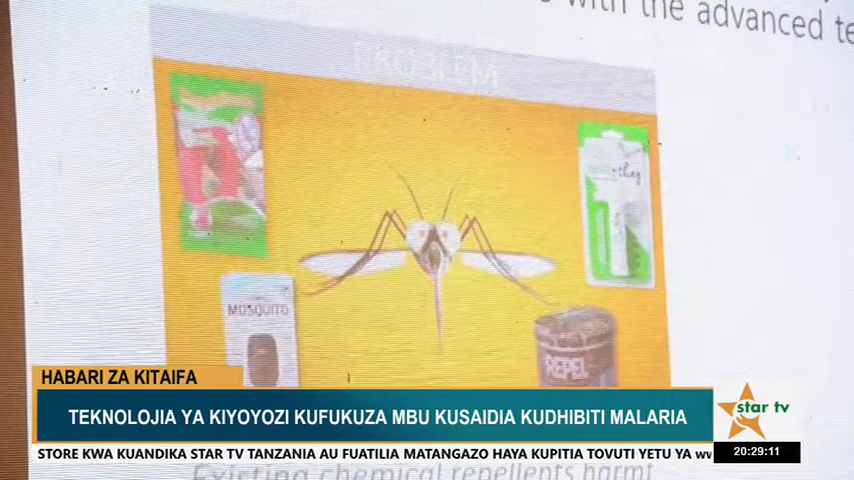 with the advanced te
PROBLEM
MOSQUITO
REPEL
HABARI ZA KITAIFA
TEKNOLOJIA YA KIYOYOZI KUFUKUZA MBU KUSAIDIA KUDHIBITI MALARIA
star tv
STORE KWA KUANDIKA STAR TV TANZANIA AU FUATILIA MATANGAZO HAYA KUPITIA TOVUTI YETU YA ww
20:29:11
Existing chemical repellents harmf